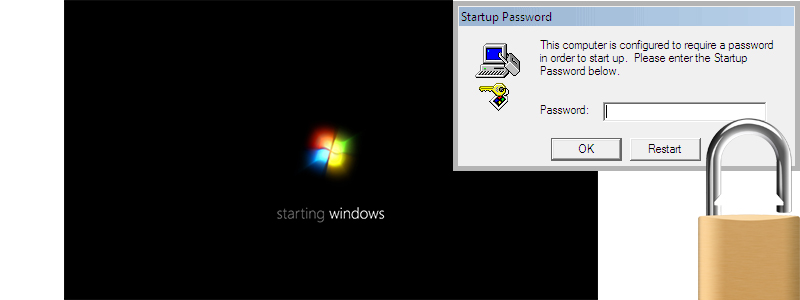 Startup Password
This computer is configured to require a password
in order to start up.  Please enter the Startup
Password below.
Password:
OK
Restart
starting windows